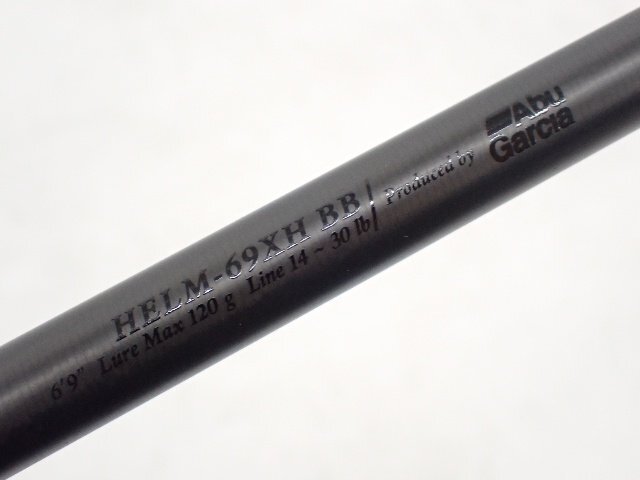 HELM-69XH BB
6'9" Lure Max 120 g Line 14 ~ 30 lb
Produced by
Abu
Garcia